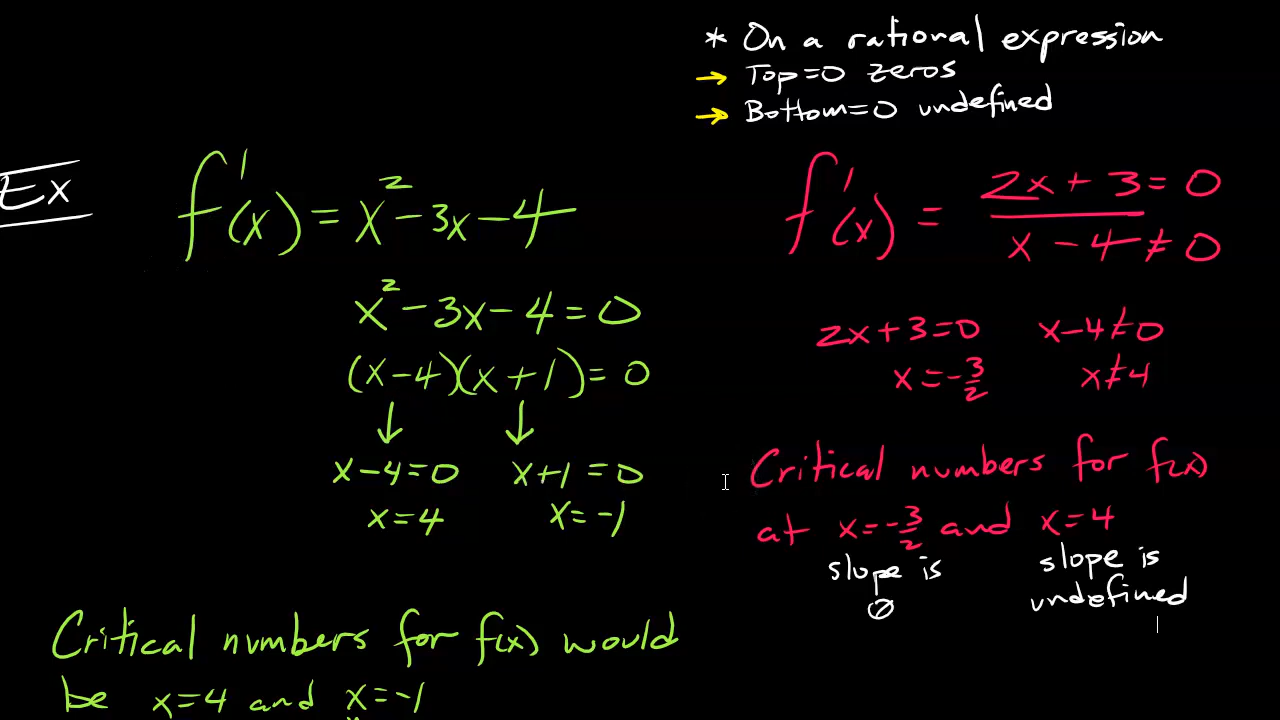 * On a rational expression
→ Top=0 zeros
→ Bottom=0 undefined
Ex
f'(x) = x² - 3x - 4
x² - 3x - 4 = 0
(x - 4)(x + 1) = 0
↓ ↓
x - 4 = 0 x + 1 = 0
x = 4 x = -1
Critical numbers for f(x) would
be x = 4 and x = -1
f'(x) = 2x + 3 = 0
x - 4 ≠ 0
2x + 3 = 0 x - 4 ≠ 0
x = -3/2 x ≠ 4
Critical numbers for f(x)
at x = -3/2 and x = 4
slope is slope is
0 undefined